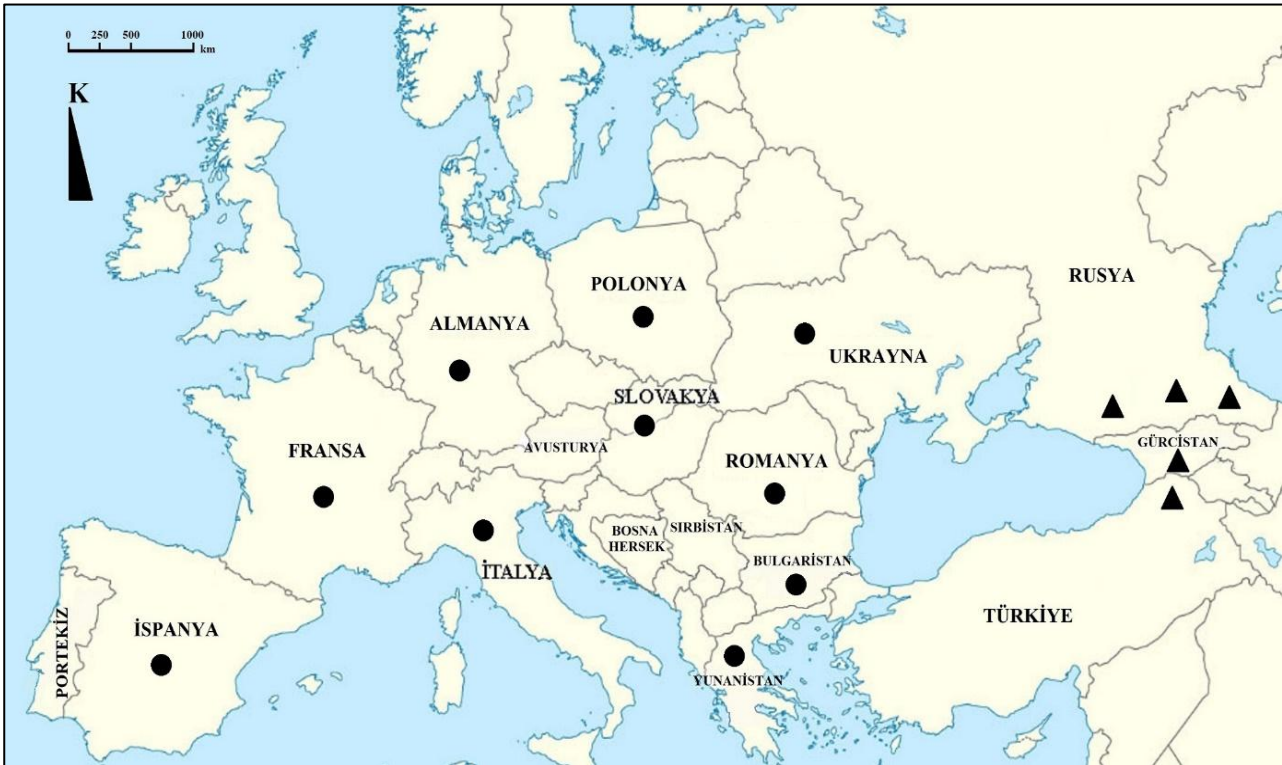 0 250 500 1000
km
K
RUSYA
POLONYA
ALMANYA
UKRAYNA
SLOVAKYA
GÜRCİSTAN
AVUSTURYA
FRANSA
ROMANYA
BOSNA
HERSEK
SIRBİSTAN
BULGARİSTAN
İTALYA
TÜRKİYE
İSPANYA
PORTEKİZ
YUNANİSTAN